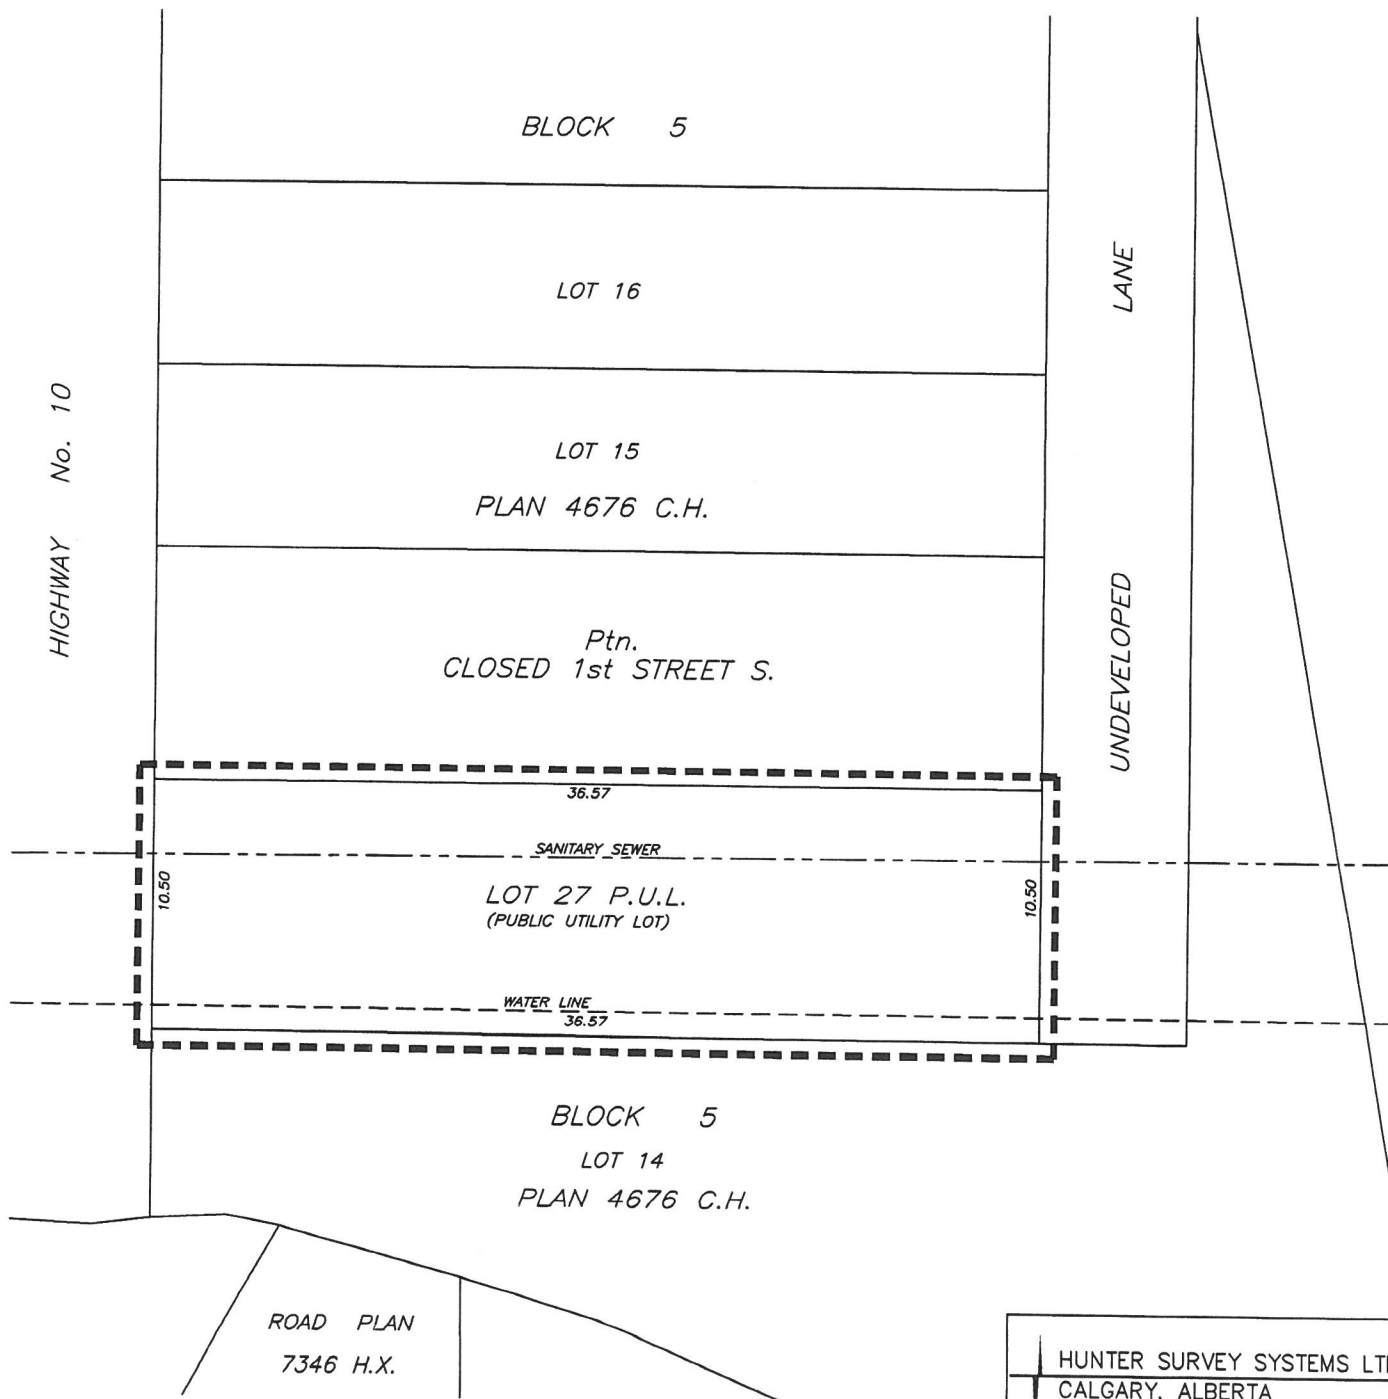 BLOCK 5
LOT 16
LANE
HIGHWAY No. 10
LOT 15
PLAN 4676 C.H.
UNDEVELOPED
Ptn.
CLOSED 1st STREET S.
36.57
SANITARY SEWER
10.50
LOT 27 P.U.L.
(PUBLIC UTILITY LOT)
10.50
WATER LINE
36.57
BLOCK 5
LOT 14
PLAN 4676 C.H.
ROAD PLAN
7346 H.X.
HUNTER SURVEY SYSTEMS
CALGARY, ALBERTA